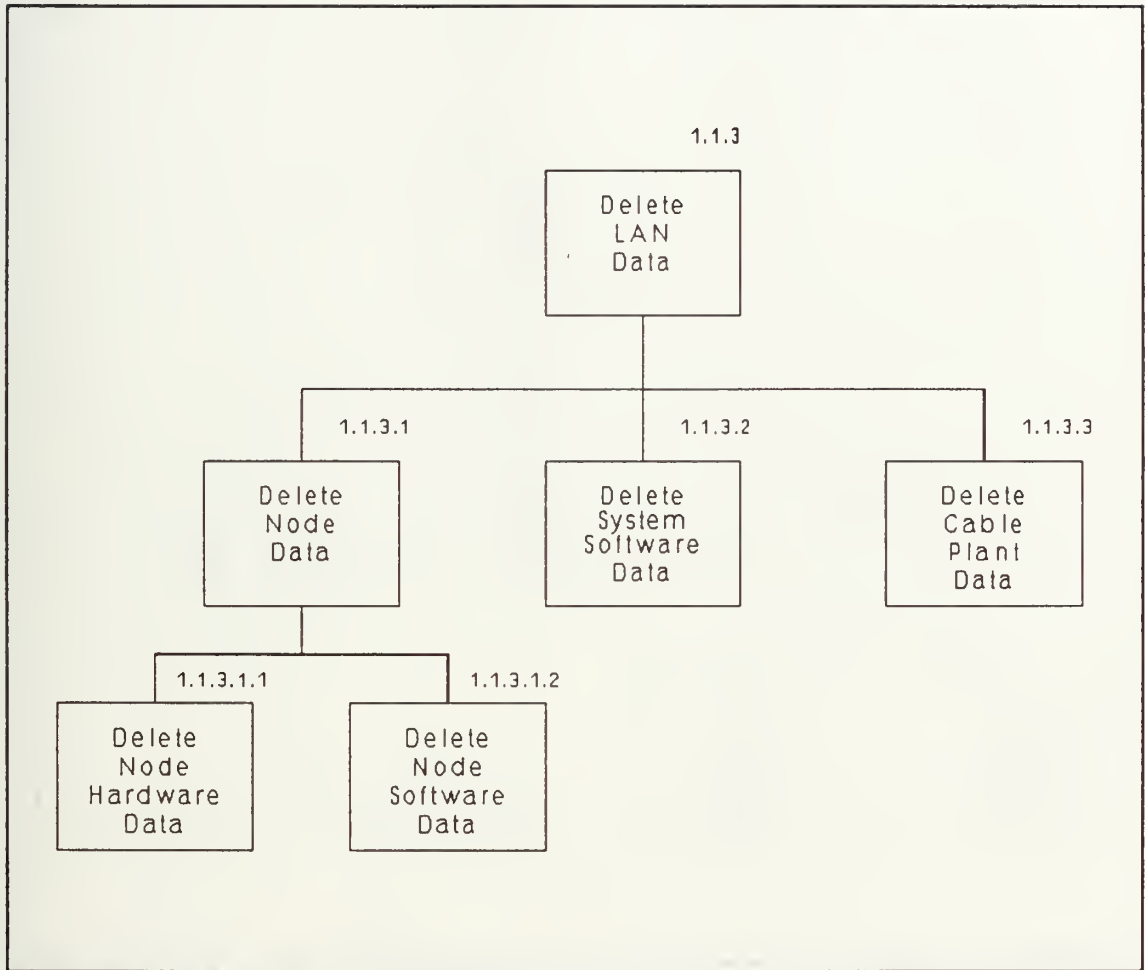 1.1.3
Delete
LAN
Data
1.1.3.1
Delete
Node
Data
1.1.3.2
Delete
System
Software
Data
1.1.3.3
Delete
Cable
Plant
Data
1.1.3.1.1
Delete
Node
Hardware
Data
1.1.3.1.2
Delete
Node
Software
Data